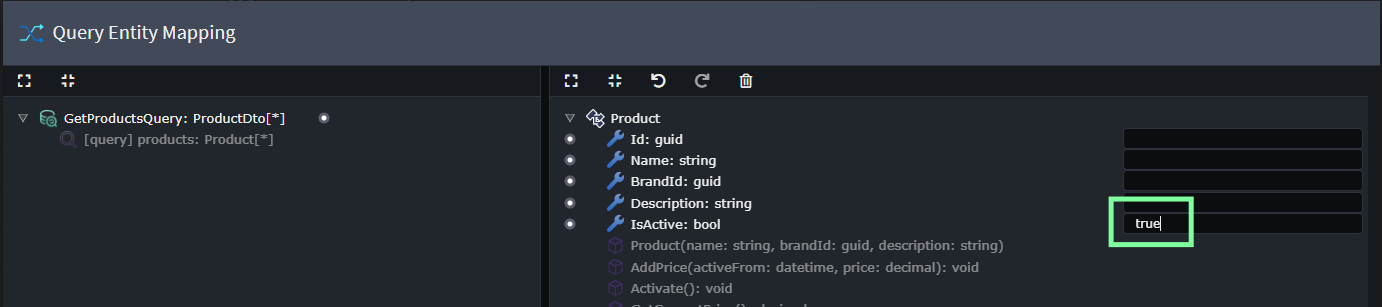 Query Entity Mapping
GetProductsQuery: ProductDto[*]
[query] products: Product[*]
Product
Id: guid
Name: string
BrandId: guid
Description: string
IsActive: bool
true
Product(name: string, brandId: guid, description: string)
AddPrice(activeFrom: datetime, price: decimal): void
Activate(): void